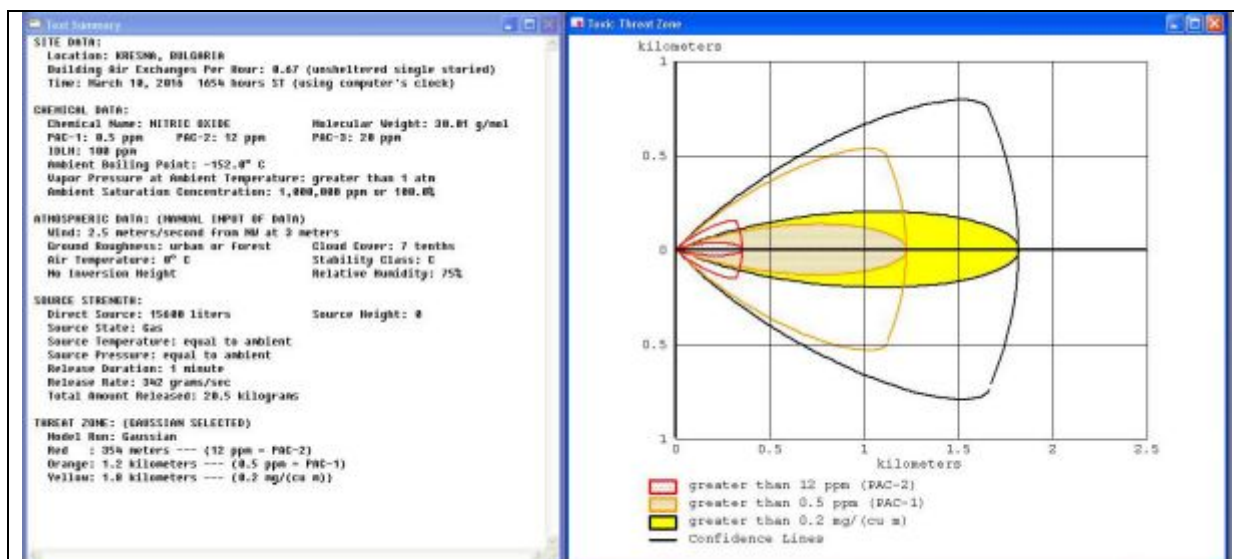 Text Summary
SITE DATA:
Location: KRESNA, BULGARIA
Building Air Exchanges Per Hour: 0.67 (unsheltered single storied)
Time: March 10, 2016 1654 hours ST (using computer's clock)
CHEMICAL DATA:
Chemical Name: NITRIC OXIDE Molecular Weight: 30.01 g/mol
PAC-1: 0.5 ppm PAC-2: 12 ppm PAC-3: 20 ppm
IDLH: 100 ppm
Ambient Boiling Point: -152.0° C
Vapor Pressure at Ambient Temperature: greater than 1 atm
Ambient Saturation Concentration: 1,000,000 ppm or 100.0%
ATMOSPHERIC DATA: (MANUAL INPUT OF DATA)
Wind: 2.5 meters/second from NW at 3 meters
Ground Roughness: urban or forest Cloud Cover: 7 tenths
Air Temperature: 0° C Stability Class: C
No Inversion Height Relative Humidity: 75%
SOURCE STRENGTH:
Direct Source: 15600 liters Source Height: 0
Source State: Gas
Source Temperature: equal to ambient
Source Pressure: equal to ambient
Release Duration: 1 minute
Release Rate: 342 grams/sec
Total Amount Released: 20.5 kilograms
THREAT ZONE: (GAUSSIAN SELECTED)
Model Run: Gaussian
Red : 354 meters --- (12 ppm = PAC-2)
Orange: 1.2 kilometers --- (0.5 ppm = PAC-1)
Yellow: 1.8 kilometers --- (0.2 mg/(cu m))
Toxic Threat Zone
kilometers
1
0.5
0
0.5
1
0 0.5 1 1.5 2 2.5
kilometers
greater than 12 ppm (PAC-2)
greater than 0.5 ppm (PAC-1)
greater than 0.2 mg/(cu m)
Confidence Lines